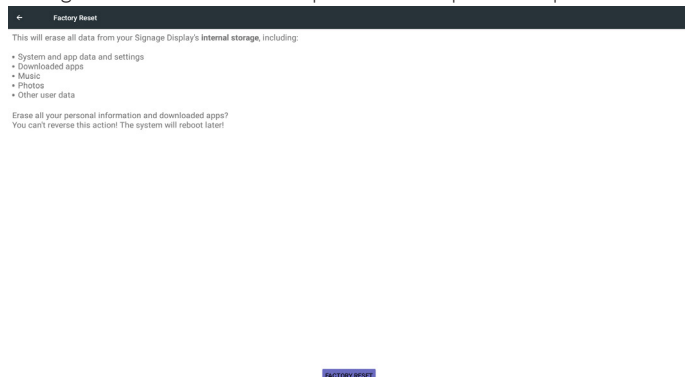 ← Factory Reset
This will erase all data from your Signage Display's internal storage, including:
• System and app data and settings
• Downloaded apps
• Music
• Photos
• Other user data
Erase all your personal information and downloaded apps?
You can't reverse this action! The system will reboot later!
FACTORY RESET